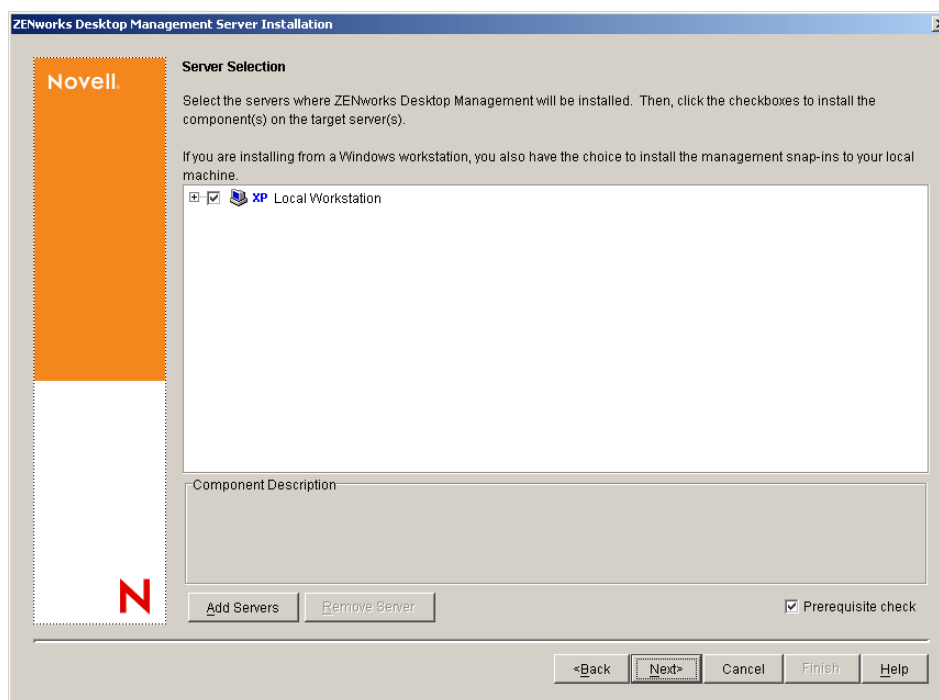 ZENworks Desktop Management Server Installation
Novell.
Server Selection
Select the servers where ZENworks Desktop Management will be installed. Then, click the checkboxes to install the
component(s) on the target server(s).
If you are installing from a Windows workstation, you also have the choice to install the management snap-ins to your local
machine.
XP Local Workstation
Component Description
N
Add Servers
Remove Server
Prerequisite check
<Back
Next>
Cancel
Finish
Help